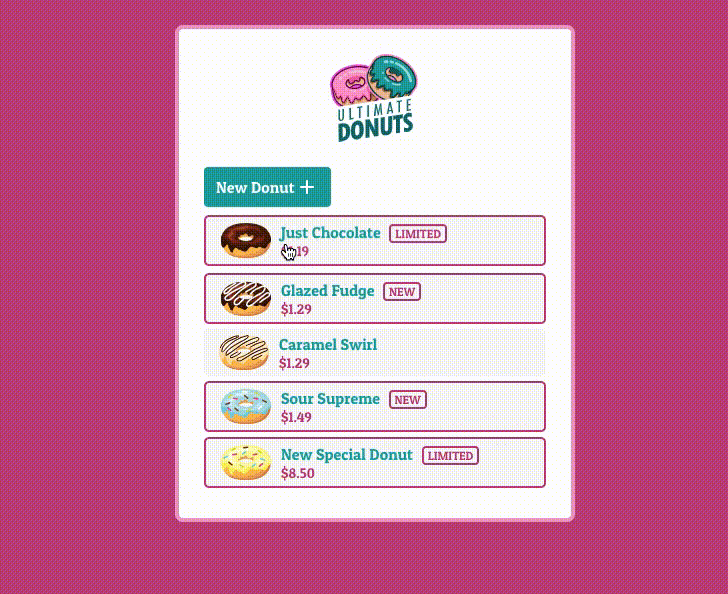 ULTIMATE
DONUTS
New Donut +
Just Chocolate LIMITED
19
Glazed Fudge NEW
$1.29
Caramel Swirl
$1.29
Sour Supreme NEW
$1.49
New Special Donut LIMITED
$8.50